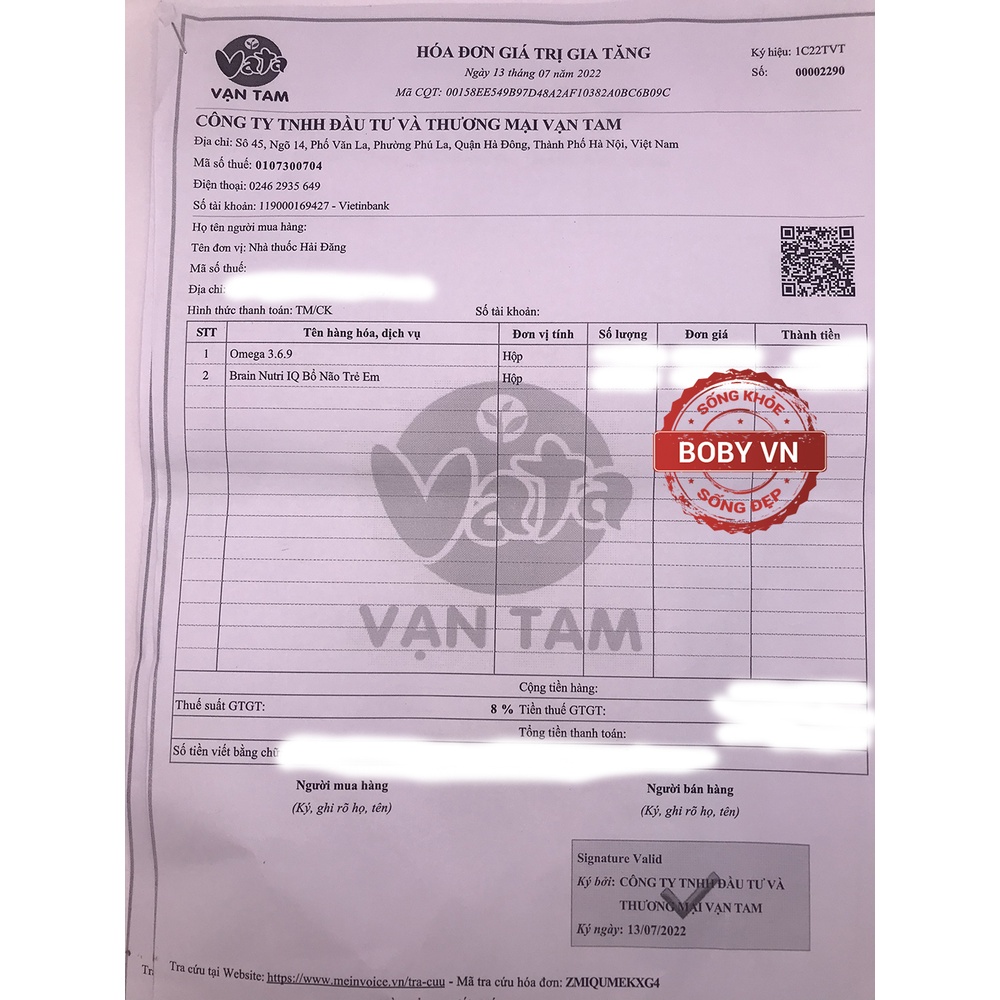 Vata
VẠN TAM
HÓA ĐƠN GIÁ TRỊ GIA TĂNG
Ngày 13 tháng 07 năm 2022
Mã CQT: 00158EE549B97D48A2AF10382A0BC6B09C
Ký hiệu: 1C22TVT
Số: 00002290
CÔNG TY TNHH ĐẦU TƯ VÀ THƯƠNG MẠI VẠN TAM
Địa chỉ: Sô 45, Ngõ 14, Phố Văn La, Phường Phú La, Quận Hà Đông, Thành Phố Hà Nội, Việt Nam
Mã số thuế: 0107300704
Điện thoại: 0246 2935 649
Số tài khoản: 119000169427 - Vietinbank
Họ tên người mua hàng:
Tên đơn vị: Nhà thuốc Hải Đăng
Mã số thuế:
Địa chỉ:
Hình thức thanh toán: TM/CK Số tài khoản:
STT Tên hàng hóa, dịch vụ Đơn vị tính Số lượng Đơn giá Thành tiền
1 Omega 3.6.9 Hộp
2 Brain Nutri IQ Bổ Não Trẻ Em Hộp
SỐNG KHỎE
BOBY VN
SỐNG ĐẸP
Vata
VẠN TAM
Cộng tiền hàng:
Thuế suất GTGT: 8 % Tiền thuế GTGT:
Tổng tiền thanh toán:
Số tiền viết bằng chữ
Người mua hàng Người bán hàng
(Ký, ghi rõ họ, tên) (Ký, ghi rõ họ, tên)
Signature Valid
Ký bởi: CÔNG TY TNHH ĐẦU TƯ VÀ
THƯƠNG MẠI VẠN TAM
Ký ngày: 13/07/2022
Tra cứu tại Website: https://www.meinvoice.vn/tra-cuu - Mã tra cứu hóa đơn: ZMIQUMEKXG4